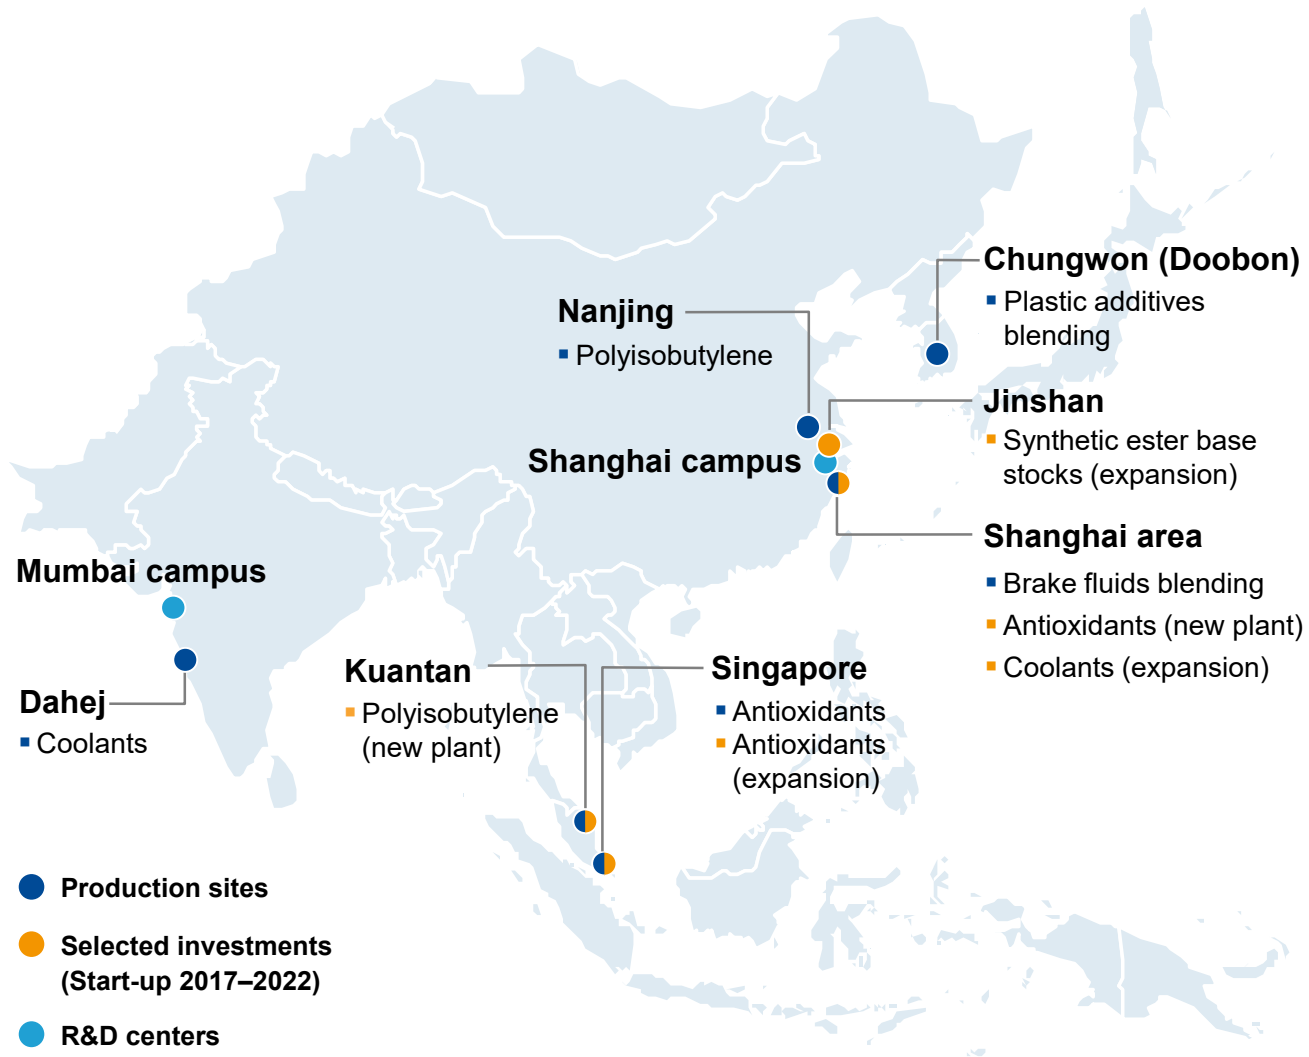 Chungwon (Doobon)
Plastic additives
blending
Nanjing
Polyisobutylene
Jinshan
Synthetic ester base
stocks (expansion)
Shanghai campus
Shanghai area
Brake fluids blending
Antioxidants (new plant)
Coolants (expansion)
Mumbai campus
Dahej
Coolants
Kuantan
Polyisobutylene
(new plant)
Singapore
Antioxidants
Antioxidants
(expansion)
Production sites
Selected investments
(Start-up 2017–2022)
R&D centers